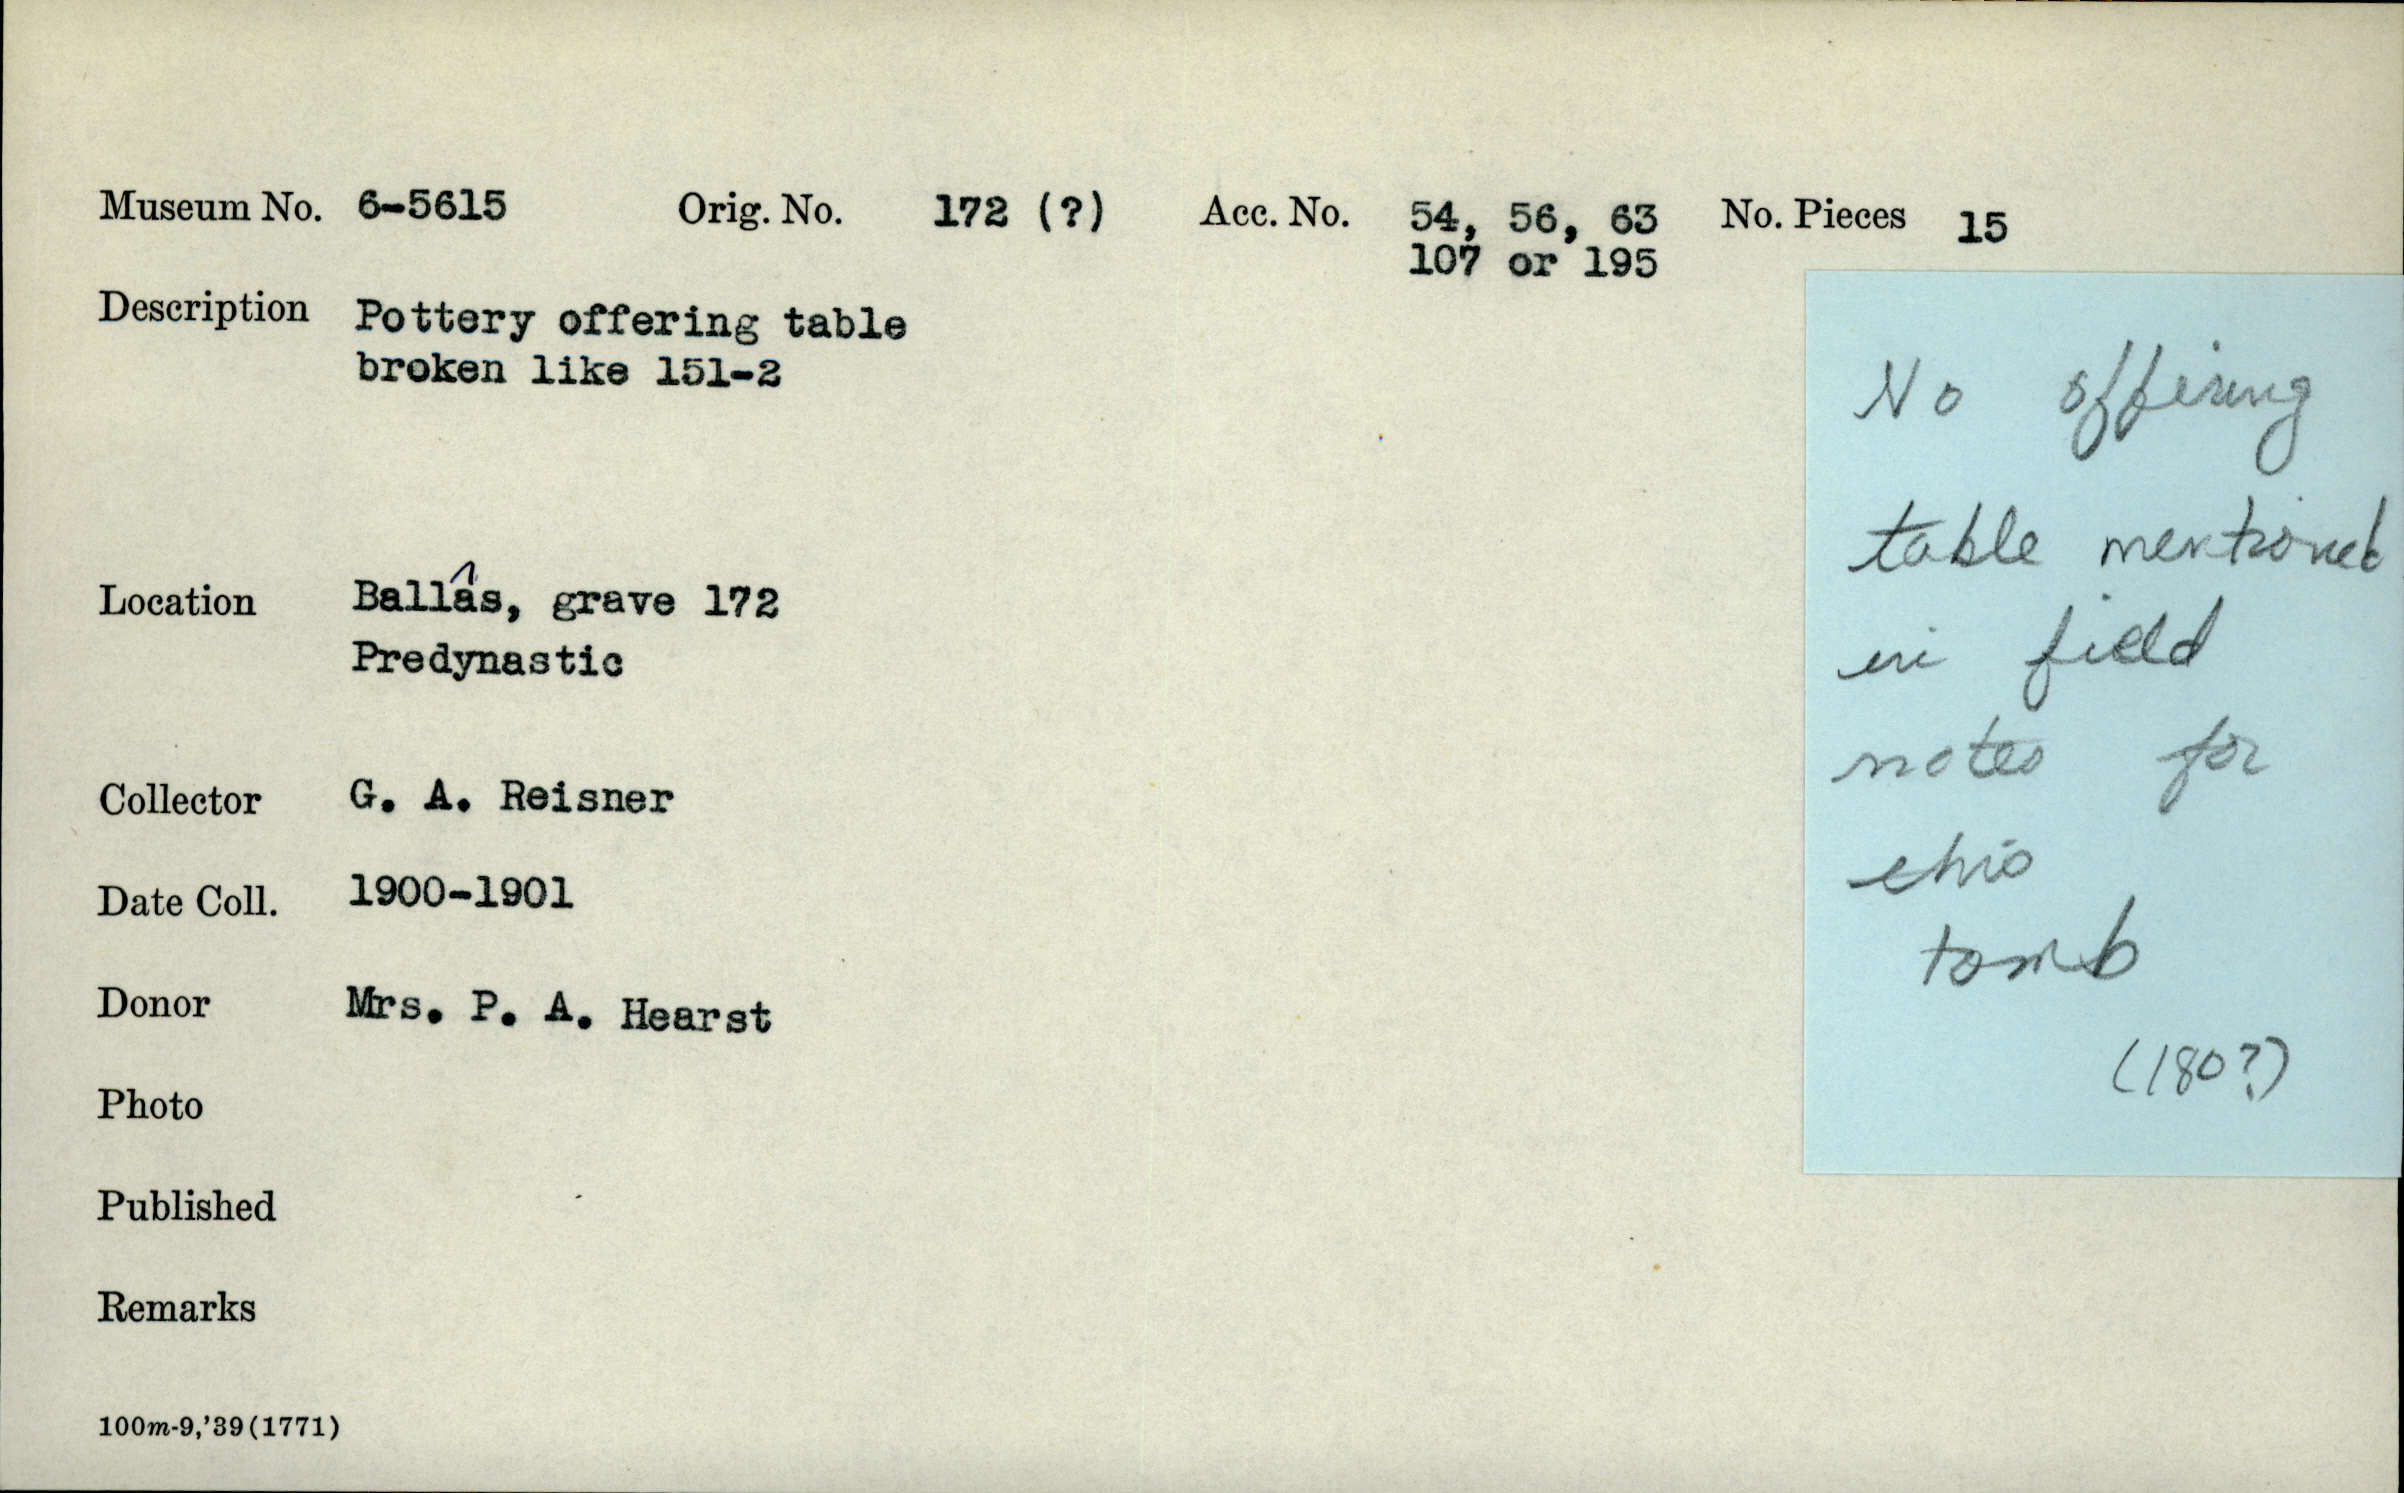 Museum No. 6-5615 Orig. No. 172 (?) Acc. No. 54, 56, 63 No. Pieces 15
107 or 195
Description Pottery offering table
broken like 151-2
Location Ballâs, grave 172
Predynastic
Collector G. A. Reisner
Date Coll. 1900-1901
Donor Mrs. P. A. Hearst
Photo
Published
Remarks
100m-9,'39(1771)
No offering
table mentioned
in field
notes for
this
tomb
(180?)